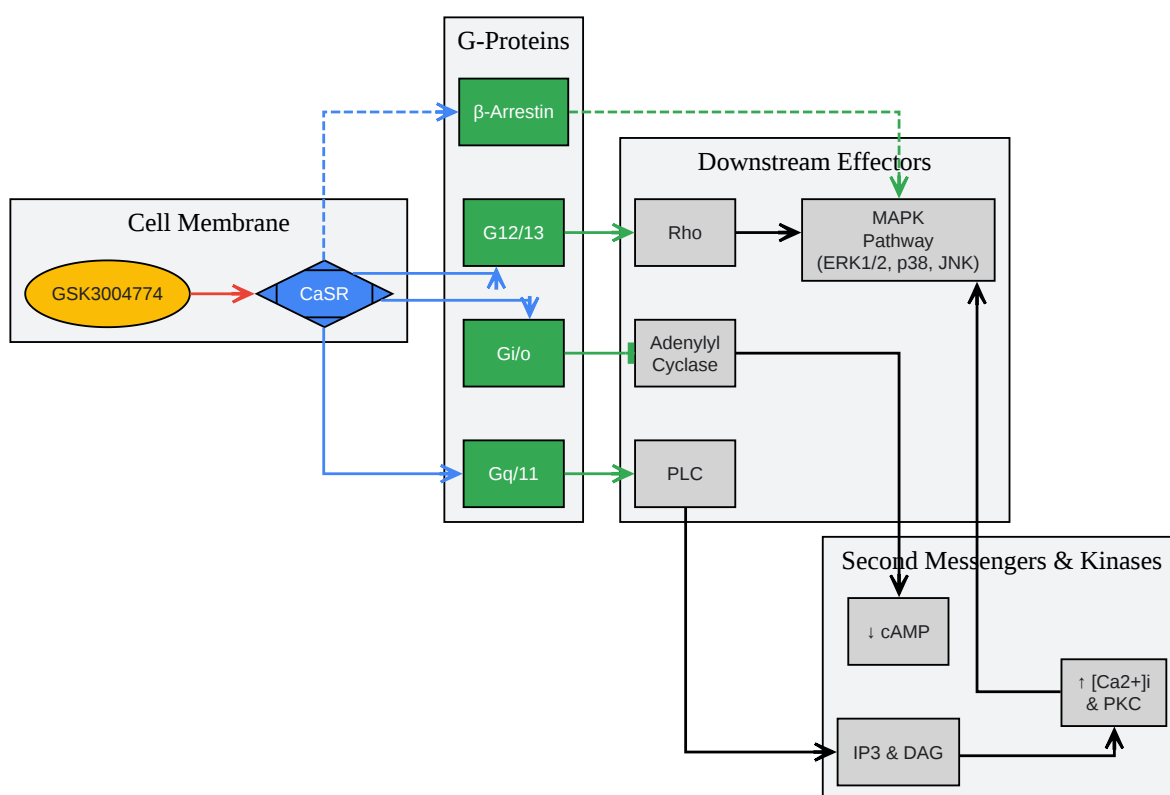 G-Proteins
β-Arrestin
Downstream Effectors
Cell Membrane
G12/13
Rho
MAPK
Pathway
(ERK1/2, p38, JNK)
GSK3004774
CaSR
Gi/o
Adenylyl
Cyclase
Gq/11
PLC
Second Messengers & Kinases
↓ cAMP
↑ [Ca2+]i
& PKC
IP3 & DAG